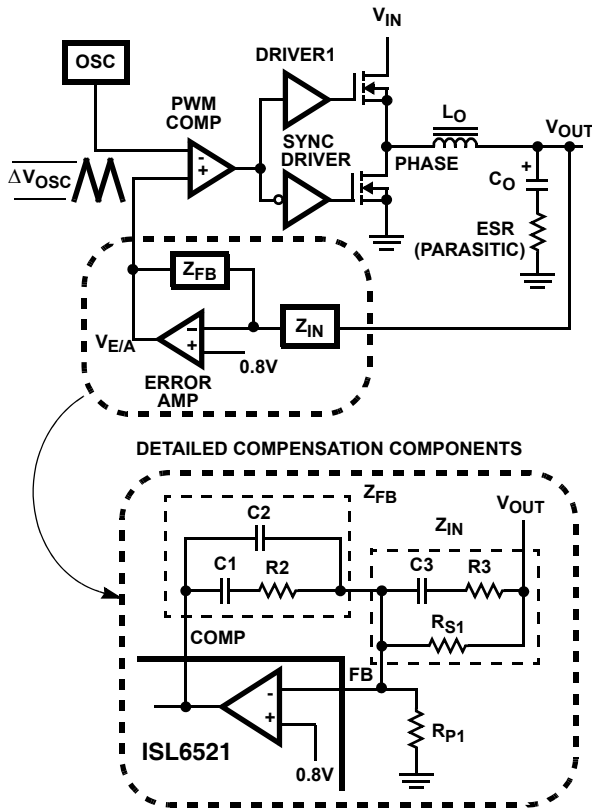 V_IN
OSC
DRIVER1
PWM
COMP
L_O
V_OUT
SYNC
DRIVER
PHASE
-
+
ΔV_OSC
+
C_O
ESR
(PARASITIC)
Z_FB
Z_IN
V_E/A
-
+
0.8V
ERROR
AMP
DETAILED COMPENSATION COMPONENTS
Z_FB
V_OUT
C2
Z_IN
C1
R2
C3
R3
R_S1
COMP
FB
-
+
R_P1
ISL6521
0.8V